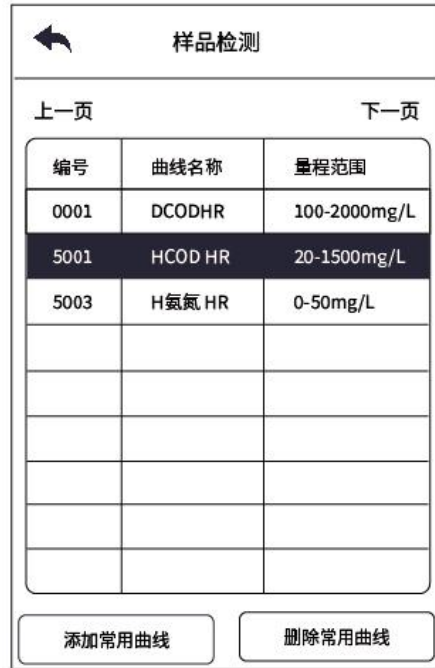 样品检测
上一页 下一页
编号 曲线名称 量程范围
0001 DCODHR 100-2000mg/L
5001 HCOD HR 20-1500mg/L
5003 H氨氮 HR 0-50mg/L
添加常用曲线 删除常用曲线